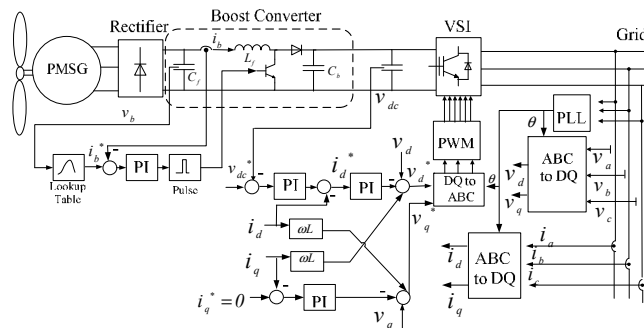 Rectifier
Boost Converter
VSI
Grid
PMSG
i_b
L_f
C_f
C_b
v_b
v_dc
PLL
θ
i_b*
-
PI
Lookup Table
Pulse
PWM
ABC to DQ
v_a
v_b
v_c
v_d
v_q
v_dc*
-
PI
-
i_d*
PI
-
v_d
v_d*
DQ to ABC
θ
v_q*
i_d
ωL
i_q
ωL
i_q* = 0
-
PI
-
v_q
ABC to DQ
i_a
i_b
i_c
i_d
i_q